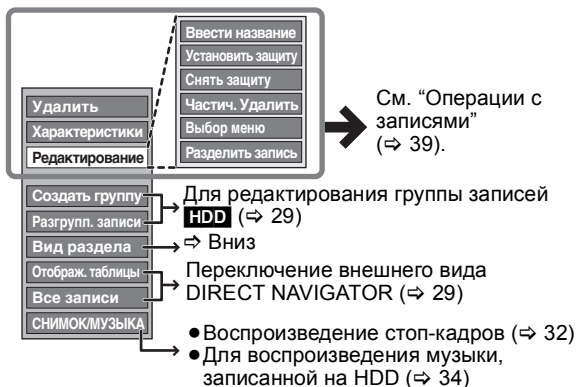 Ввести название
Установить защиту
Снять защиту
Частич. Удалить
Выбор меню
Разделить запись
См. “Операции с
записями”
(⇨ 39).
Удалить
Характеристики
Редактирование
Создать группу
Разгрупп. записи
Вид раздела
Отображ. таблицы
Все записи
СНИМОК/МУЗЫКА
Для редактирования группы записей
HDD (⇨ 29)
⇨ Вниз
Переключение внешнего вида
DIRECT NAVIGATOR (⇨ 29)
●Воспроизведение стоп-кадров (⇨ 32)
●Для воспроизведения музыки,
записанной на HDD (⇨ 34)